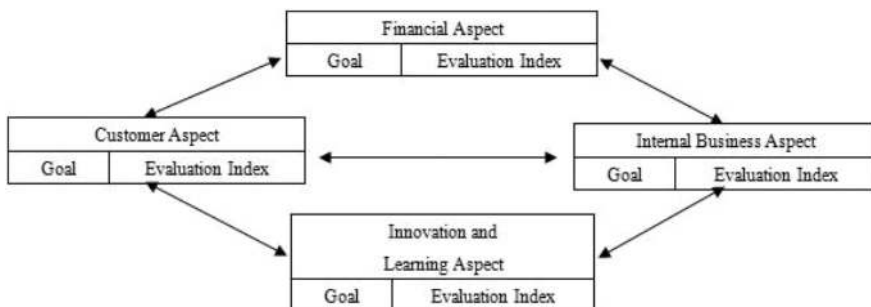 Financial Aspect
Goal Evaluation Index
Customer Aspect
Goal Evaluation Index
Internal Business Aspect
Goal Evaluation Index
Innovation and
Learning Aspect
Goal Evaluation Index